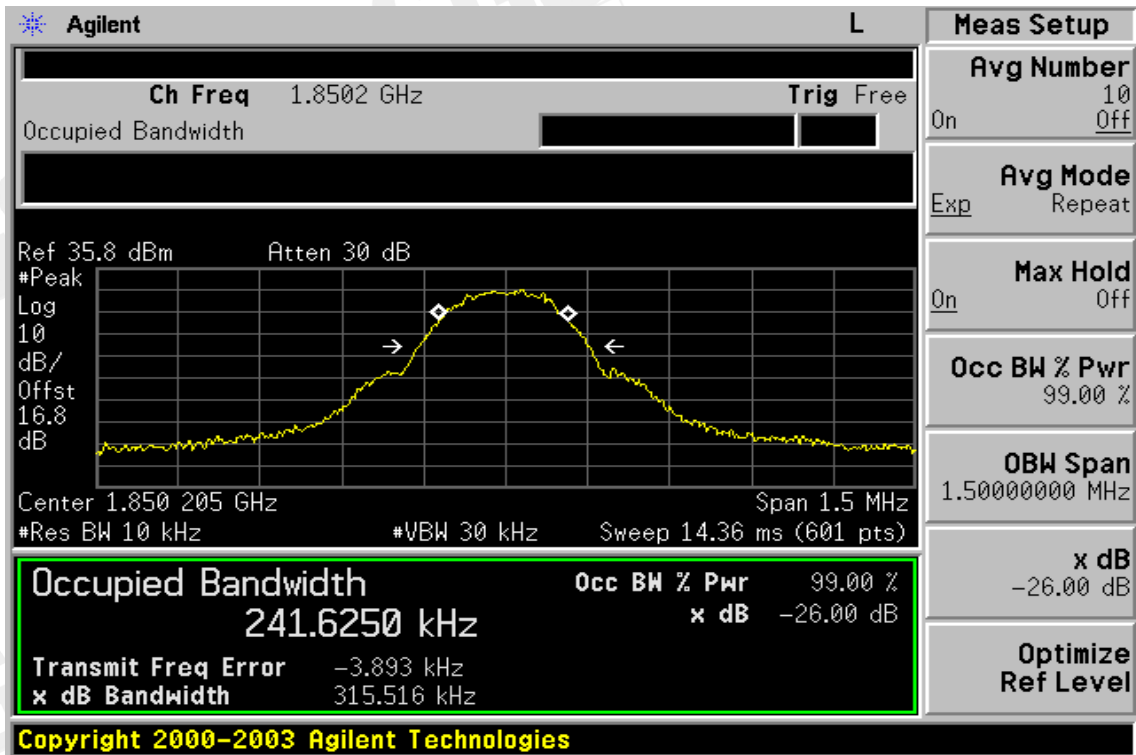 Agilent L
Ch Freq 1.8502 GHz Trig Free
Occupied Bandwidth
Ref 35.8 dBm Atten 30 dB
#Peak
Log
10
dB/
Offst
16.8
dB
Center 1.850 205 GHz Span 1.5 MHz
#Res BW 10 kHz #VBW 30 kHz Sweep 14.36 ms (601 pts)
Occupied Bandwidth
241.6250 kHz
Occ BW % Pwr 99.00 %
x dB -26.00 dB
Transmit Freq Error -3.893 kHz
x dB Bandwidth 315.516 kHz
Copyright 2000-2003 Agilent Technologies
Meas Setup
Avg Number
10
On Off
Avg Mode
Exp Repeat
Max Hold
On Off
Occ BW % Pwr
99.00 %
OBW Span
1.50000000 MHz
x dB
-26.00 dB
Optimize
Ref Level